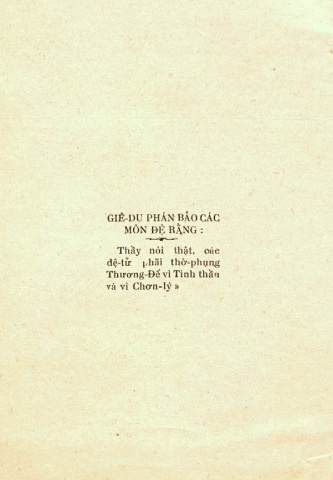 GIÊ-DU PHÁN BẢO CÁC
MÔN ĐỆ RẰNG :
Thầy nói thật, các
đệ-tử phải thờ-phụng
Thương-Đế vì Tinh thần
và vì Chơn-lý »